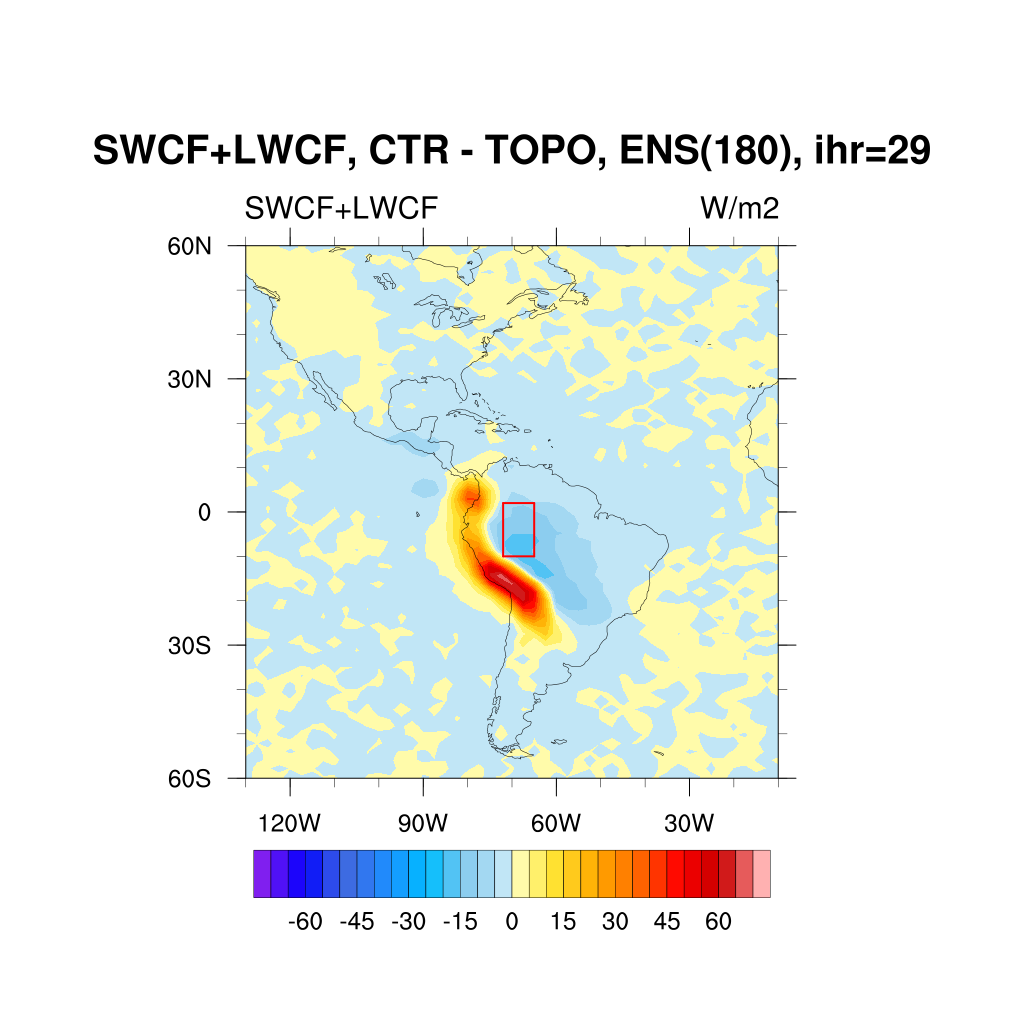 SWCF+LWCF, CTR - TOPO, ENS(180), ihr=29
SWCF+LWCF W/m2
60N
30N
0
30S
60S
120W 90W 60W 30W
-60 -45 -30 -15 0 15 30 45 60